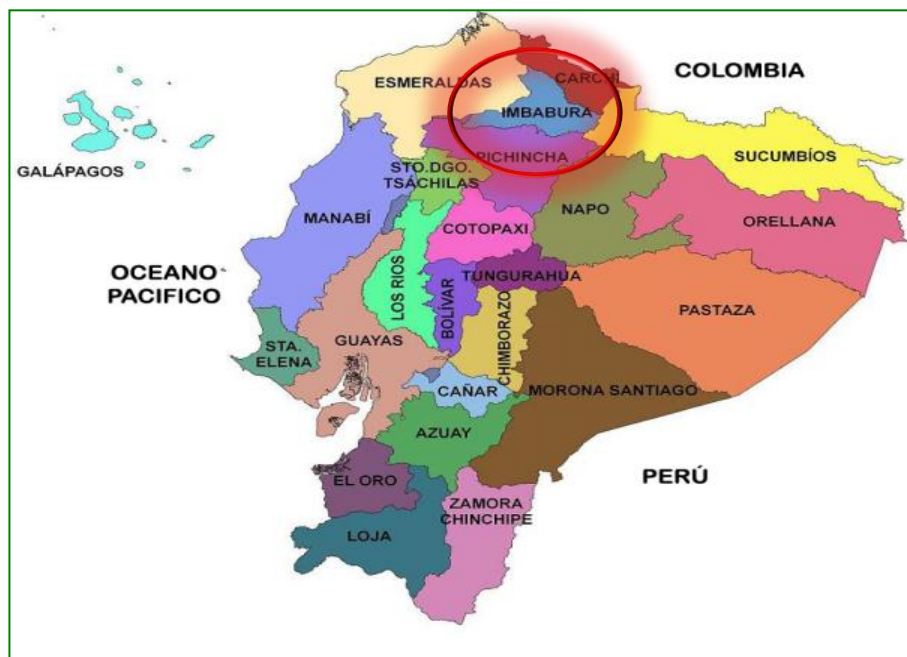 ESMERALDAS
CARCHI
COLOMBIA
IMBABURA
GALÁPAGOS
PICHINCHA
SUCUMBÍOS
STO.DGO.
TSÁCHILAS
MANABÍ
NAPO
ORELLANA
COTOPAXI
OCEANO
PACIFICO
TUNGURAHUA
LOS RIOS
BOLÍVAR
CHIMBORAZO
PASTAZA
GUAYAS
STA.
ELENA
CAÑAR
MORONA SANTIAGO
AZUAY
PERÚ
EL ORO
ZAMORA
CHINCHIPE
LOJA